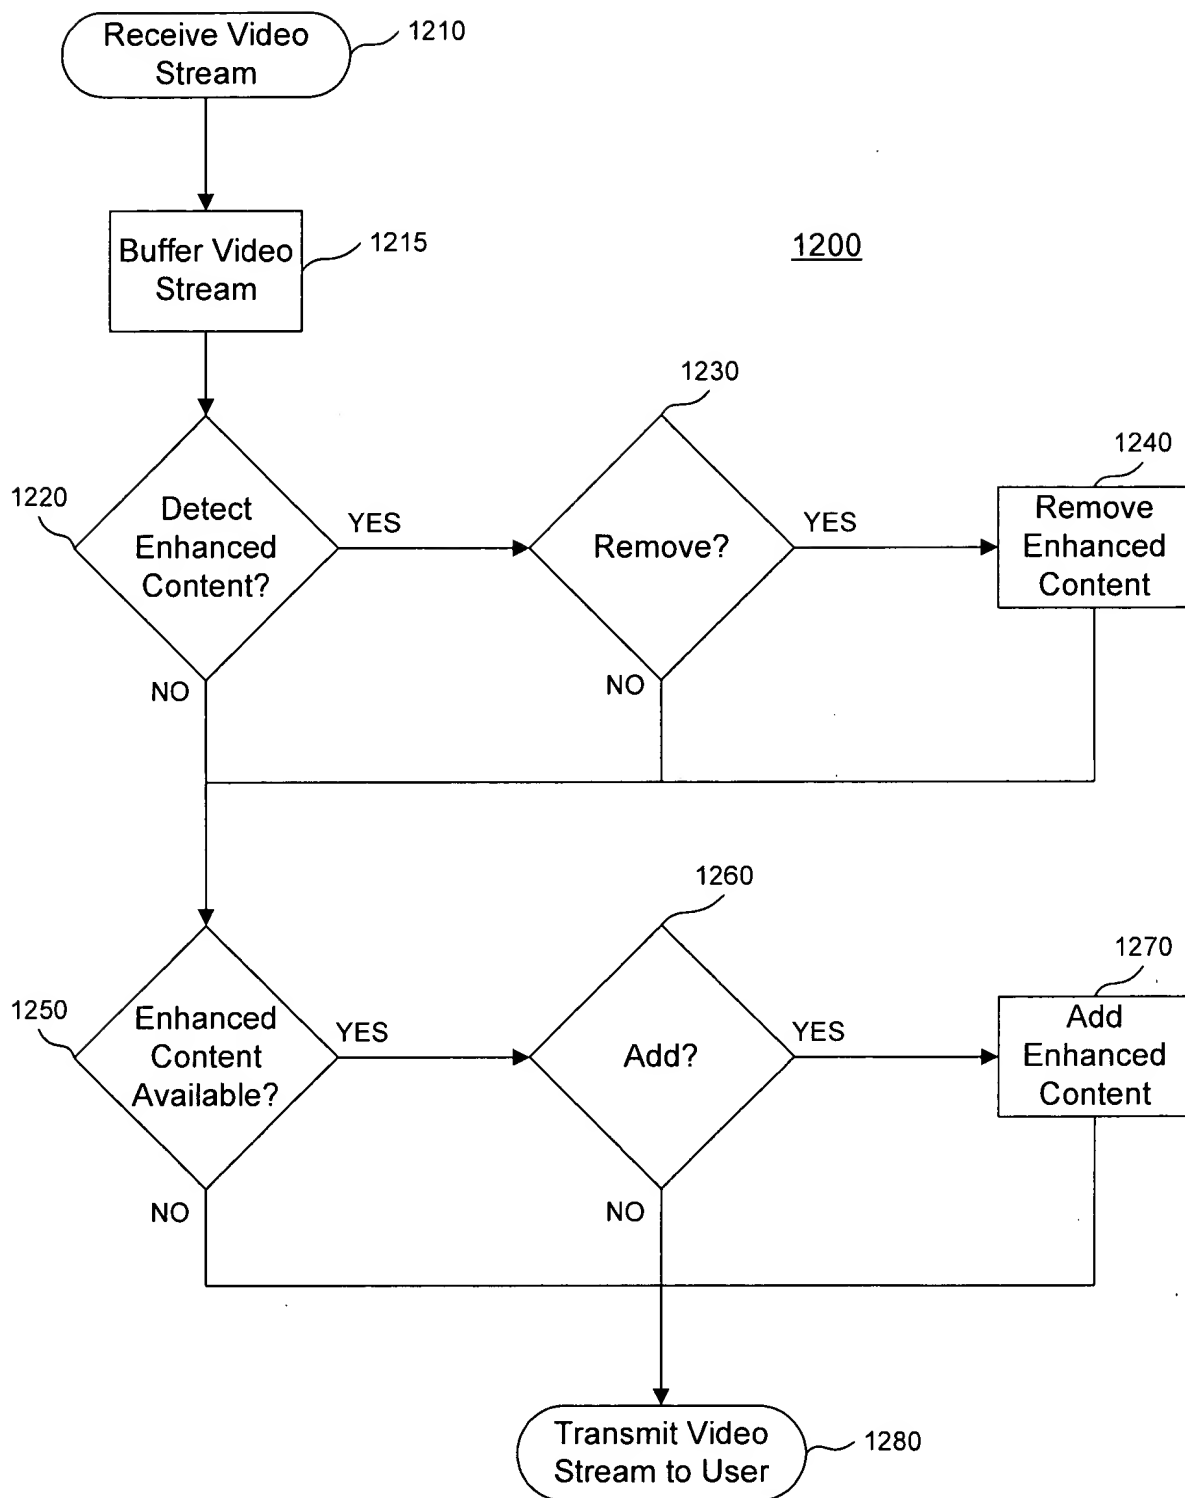 Receive Video
Stream
1210
Buffer Video
Stream
1215
1200
1220
Detect
Enhanced
Content?
YES
NO
1230
Remove?
YES
NO
1240
Remove
Enhanced
Content
1250
Enhanced
Content
Available?
YES
NO
1260
Add?
YES
NO
1270
Add
Enhanced
Content
Transmit Video
Stream to User
1280